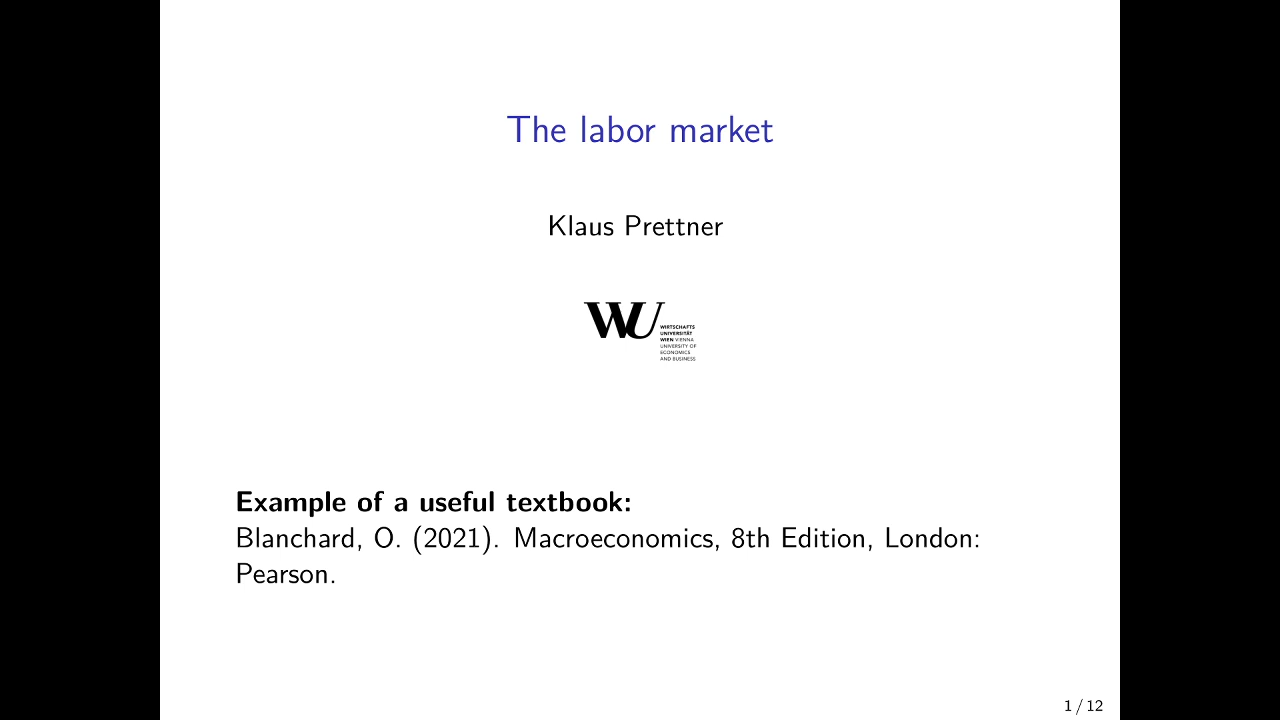 The labor market
Klaus Prettner
WU
WIRTSCHAFTS
UNIVERSITÄT
WIEN VIENNA
UNIVERSITY OF
ECONOMICS
AND BUSINESS
Example of a useful textbook:
Blanchard, O. (2021). Macroeconomics, 8th Edition, London:
Pearson.
1 / 12